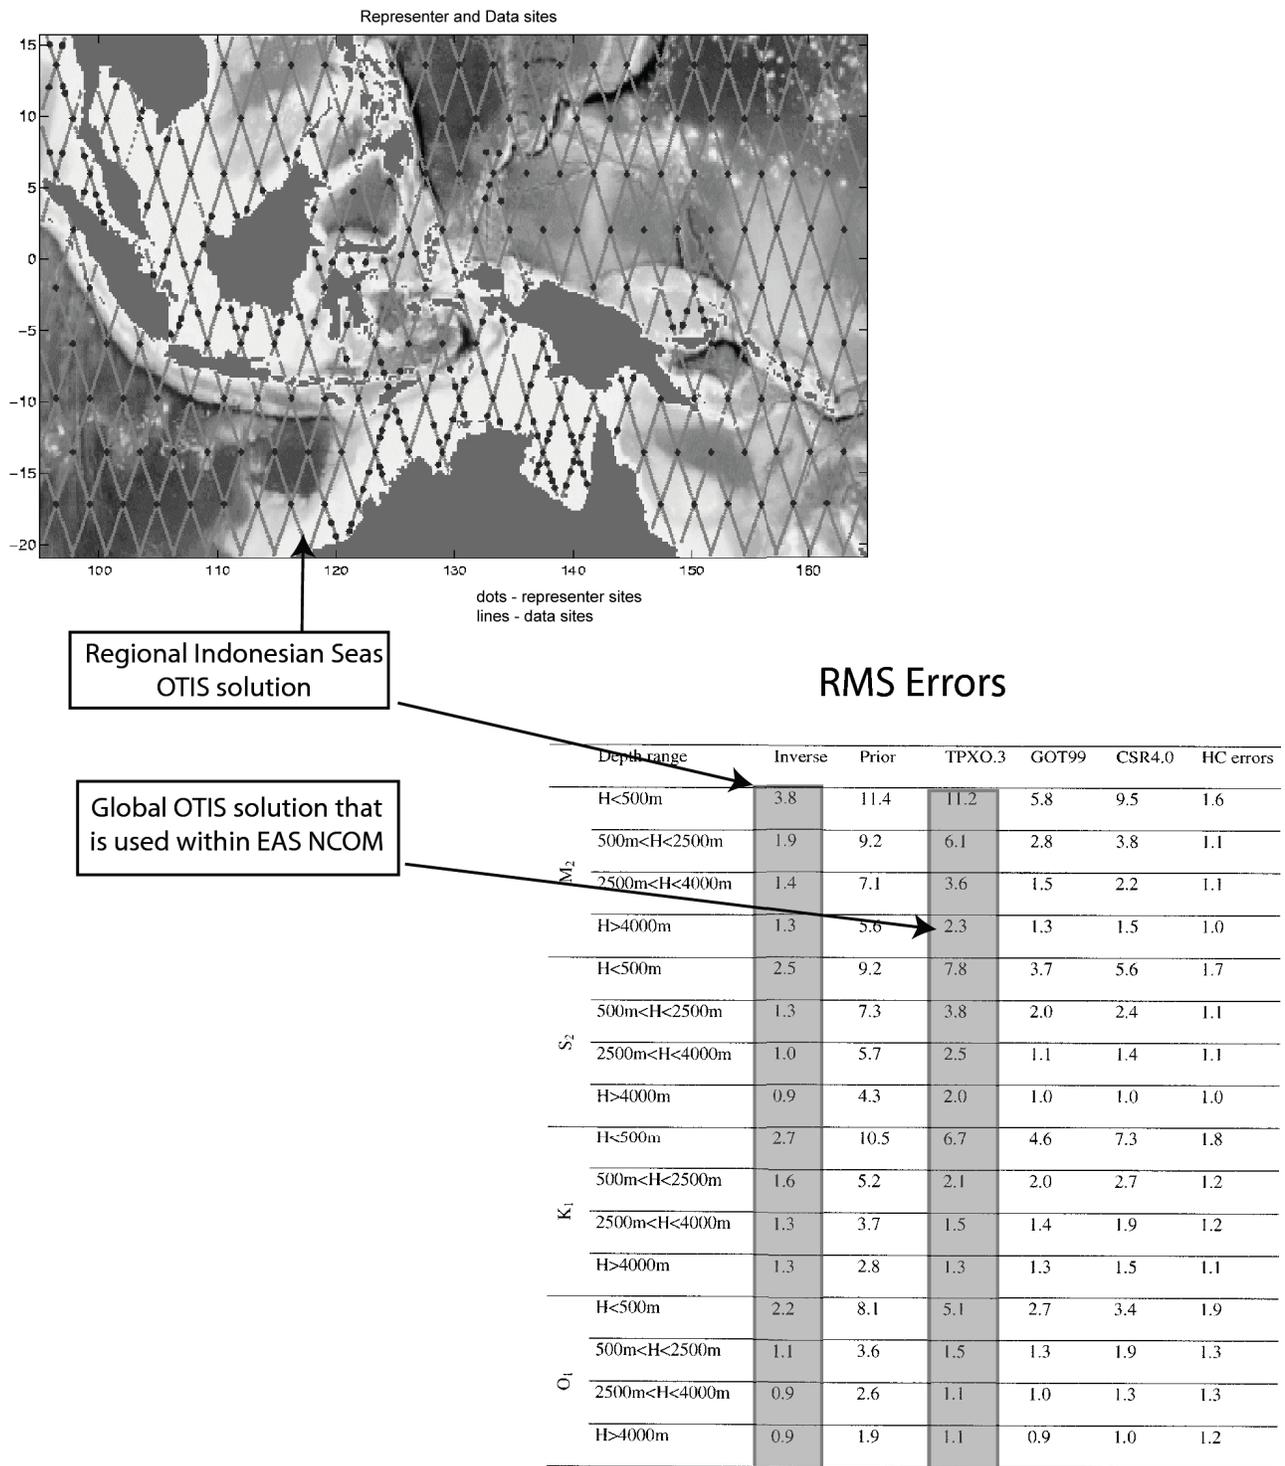 Representer and Data sites
15
10
5
0
−5
−10
−15
−20
100 110 120 130 140 150 160
dots - representer sites
lines - data sites
Regional Indonesian Seas
OTIS solution
RMS Errors
Global OTIS solution that
is used within EAS NCOM
Depth range Inverse Prior TPXO.3 GOT99 CSR4.0 HC errors
M2
H<500m 3.8 11.4 11.2 5.8 9.5 1.6
500m<H<2500m 1.9 9.2 6.1 2.8 3.8 1.1
2500m<H<4000m 1.4 7.1 3.6 1.5 2.2 1.1
H>4000m 1.3 5.6 2.3 1.3 1.5 1.0
S2
H<500m 2.5 9.2 7.8 3.7 5.6 1.7
500m<H<2500m 1.3 7.3 3.8 2.0 2.4 1.1
2500m<H<4000m 1.0 5.7 2.5 1.1 1.4 1.1
H>4000m 0.9 4.3 2.0 1.0 1.0 1.0
K1
H<500m 2.7 10.5 6.7 4.6 7.3 1.8
500m<H<2500m 1.6 5.2 2.1 2.0 2.7 1.2
2500m<H<4000m 1.3 3.7 1.5 1.4 1.9 1.2
H>4000m 1.3 2.8 1.3 1.3 1.5 1.1
O1
H<500m 2.2 8.1 5.1 2.7 3.4 1.9
500m<H<2500m 1.1 3.6 1.5 1.3 1.9 1.3
2500m<H<4000m 0.9 2.6 1.1 1.0 1.3 1.3
H>4000m 0.9 1.9 1.1 0.9 1.0 1.2